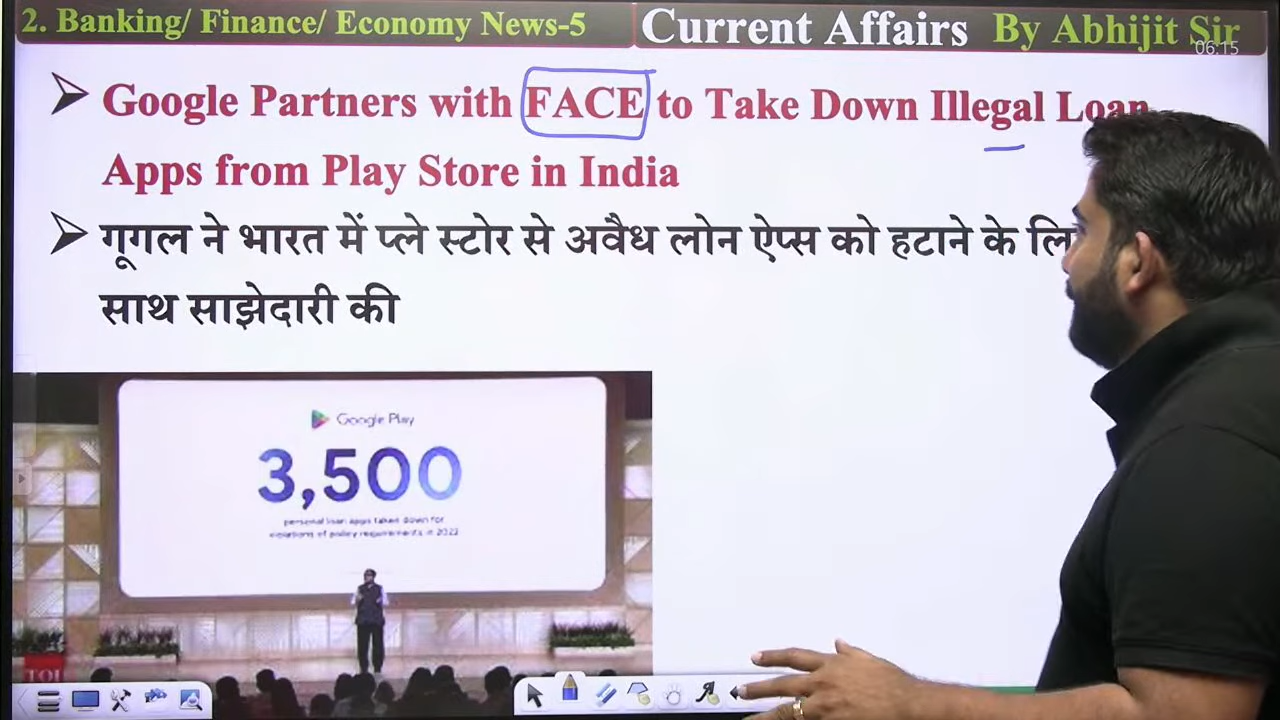 2. Banking/ Finance/ Economy News-5
Current Affairs By Abhijit Sir
06:15
Google Partners with FACE to Take Down Illegal Loan
Apps from Play Store in India
गूगल ने भारत में प्ले स्टोर से अवैध लोन ऐप्स को हटाने के
साथ साझेदारी की
Google Play
3,500
personal loan apps taken down for
violations of policy requirements in 2022
TOI